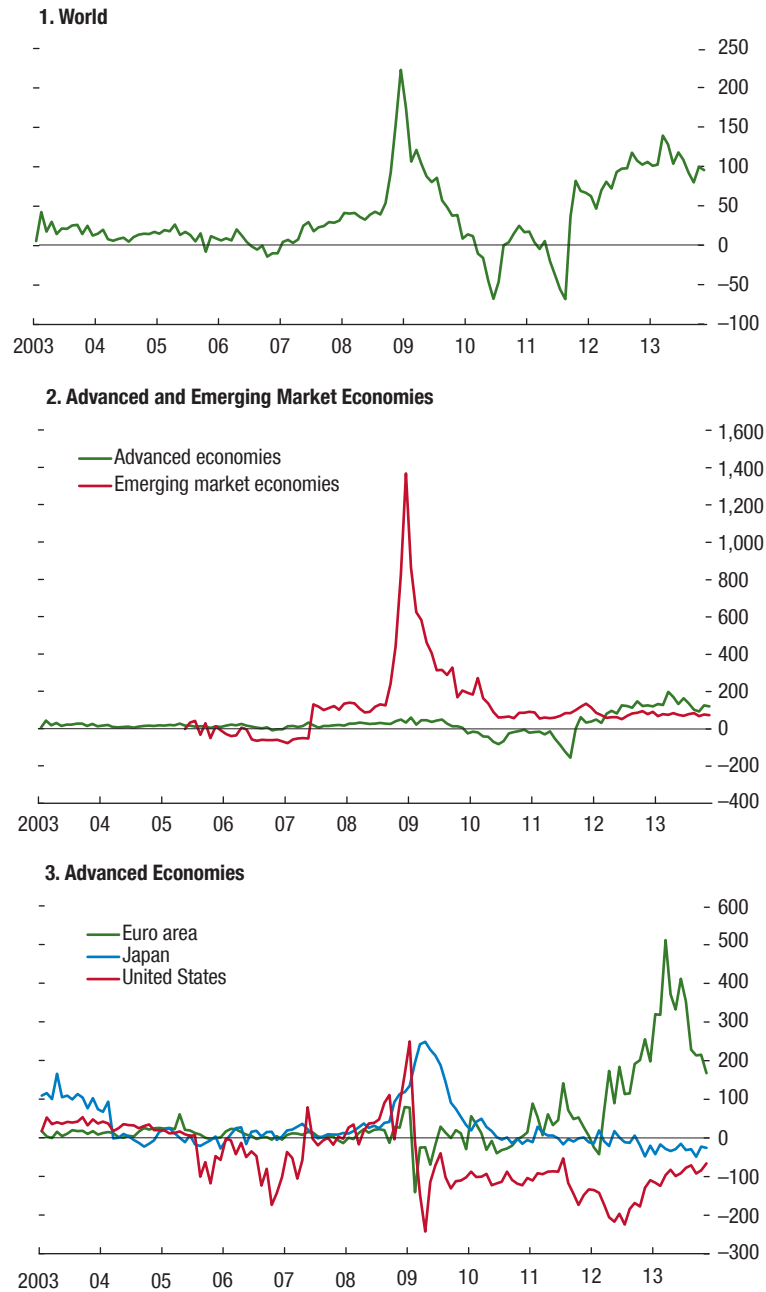 1. World
250
200
150
100
50
0
–50
–100
2003 04 05 06 07 08 09 10 11 12 13
2. Advanced and Emerging Market Economies
Advanced economies
Emerging market economies
1,600
1,400
1,200
1,000
800
600
400
200
0
–200
–400
2003 04 05 06 07 08 09 10 11 12 13
3. Advanced Economies
Euro area
Japan
United States
600
500
400
300
200
100
0
–100
–200
–300
2003 04 05 06 07 08 09 10 11 12 13